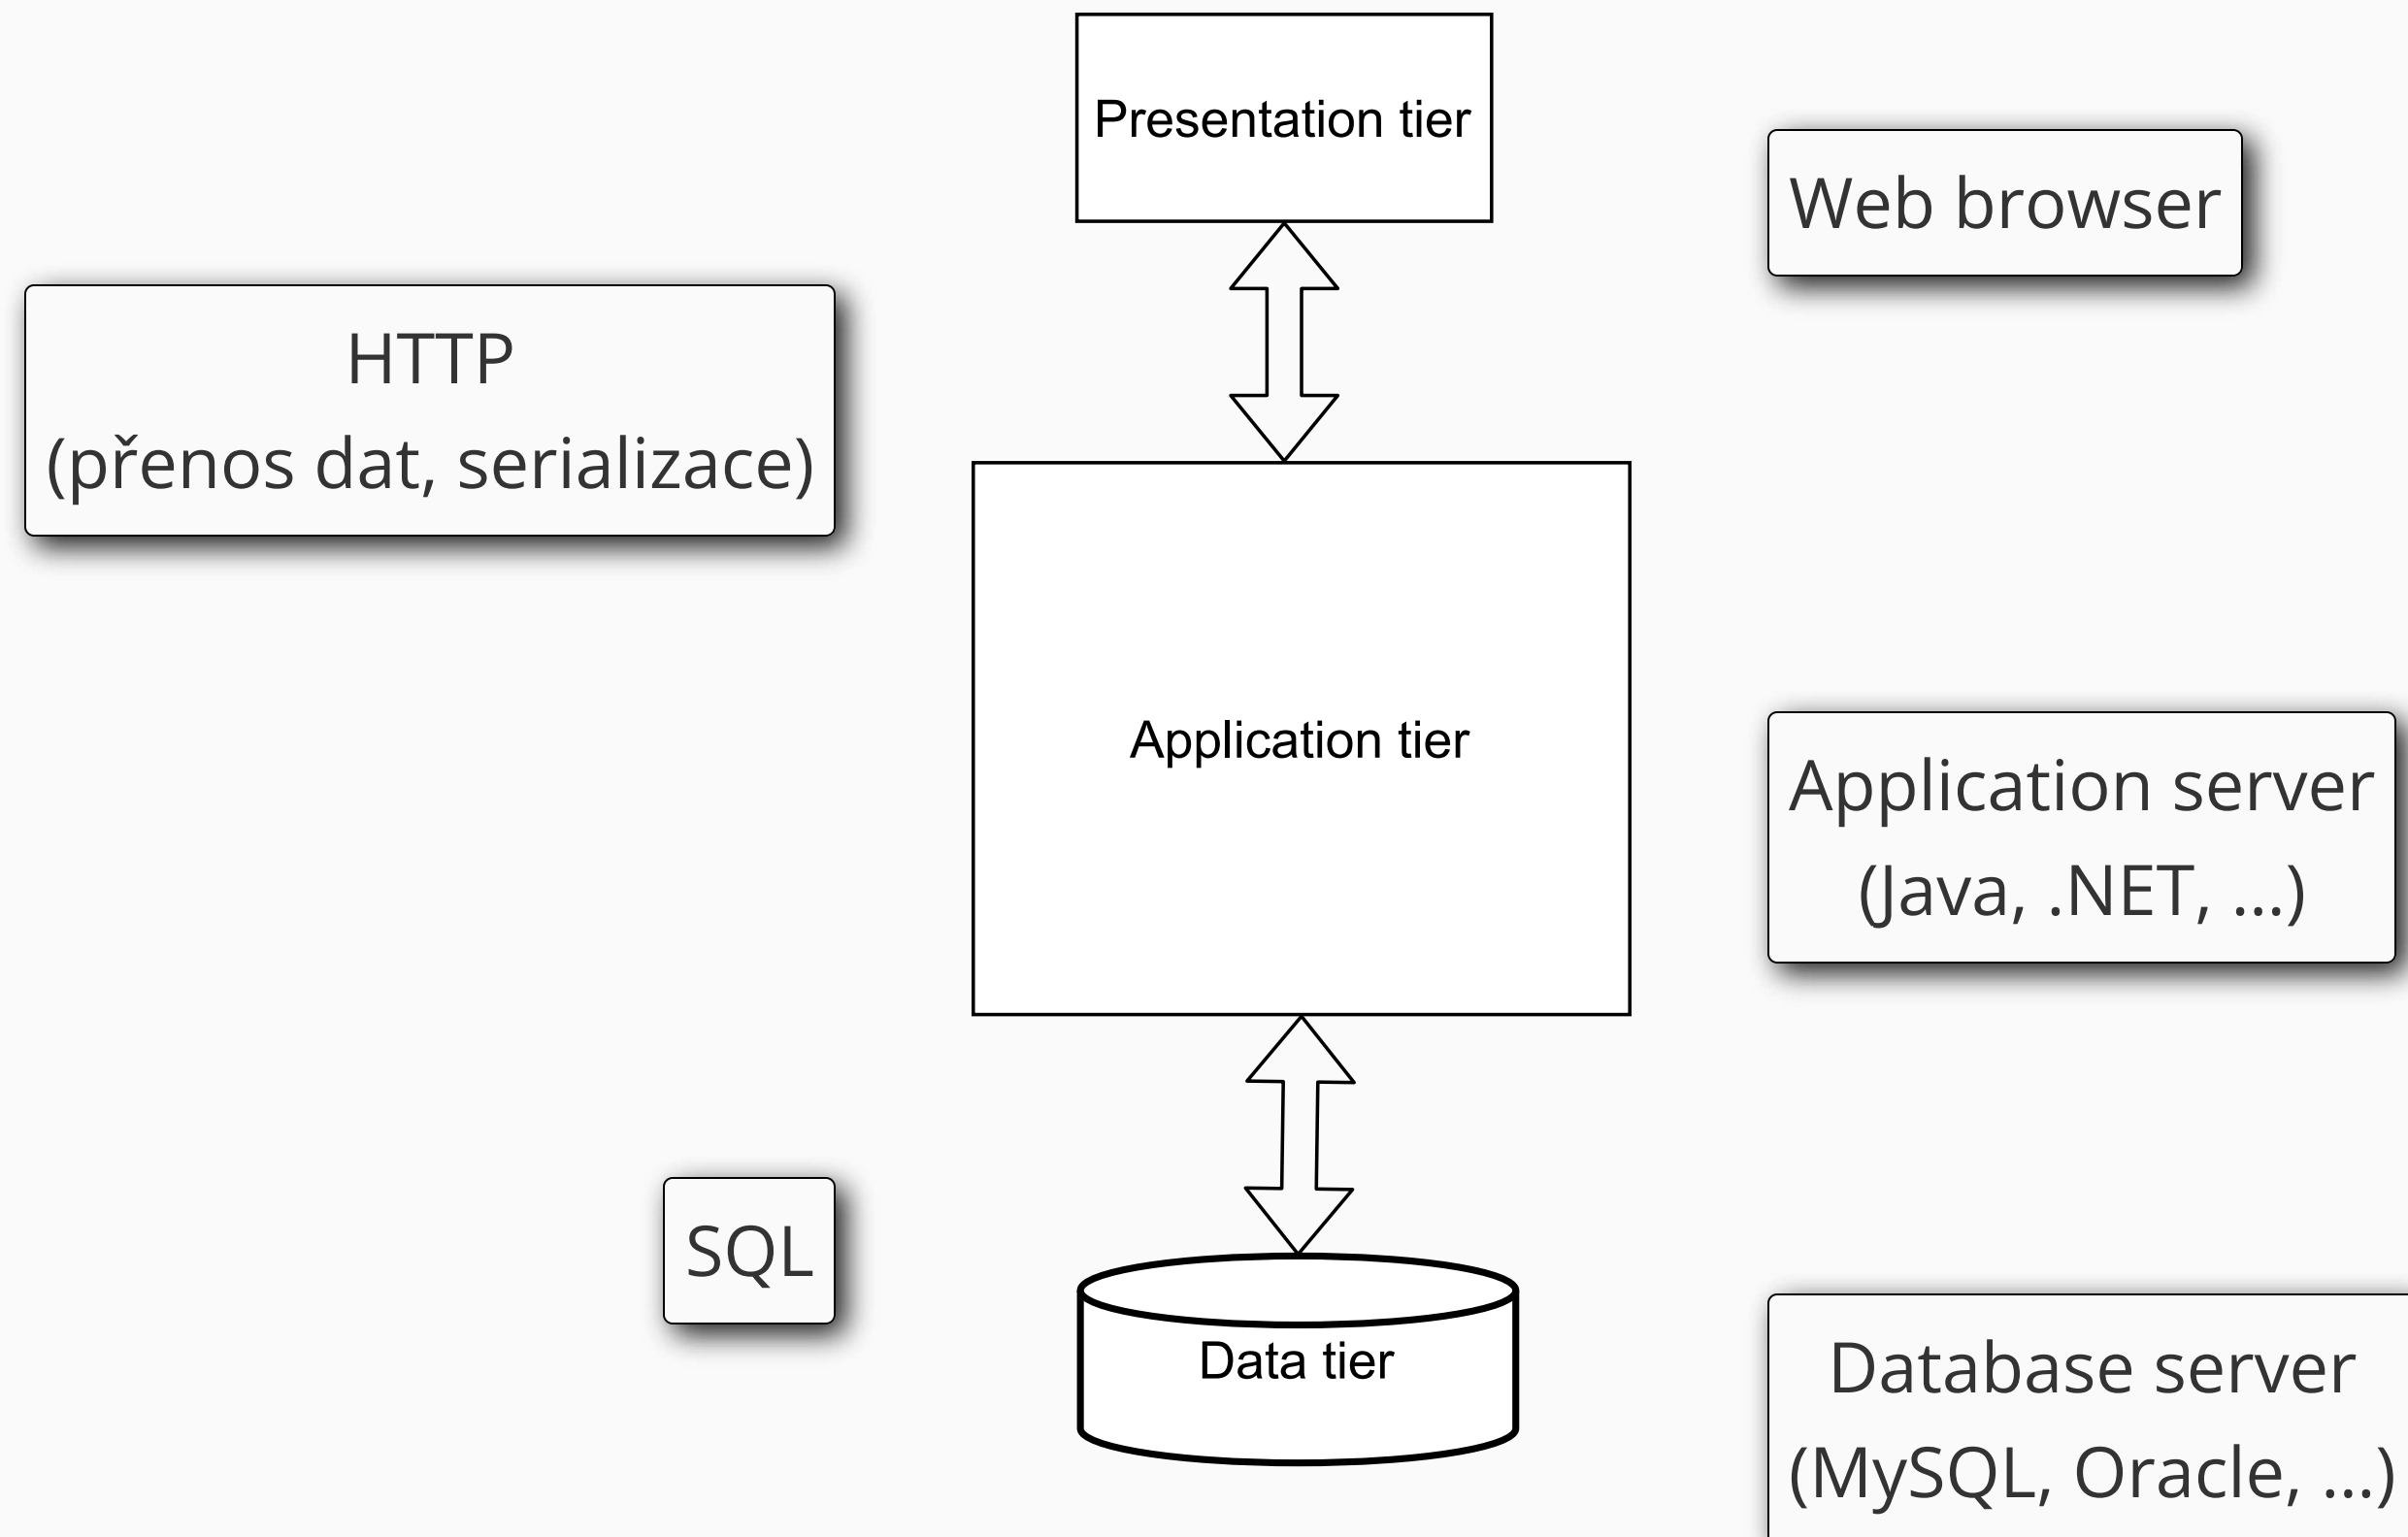 Presentation tier
Web browser
HTTP
(přenos dat, serializace)
Application tier
Application server
(Java, .NET, ...)
SQL
Data tier
Database server
(MySQL, Oracle, ...)